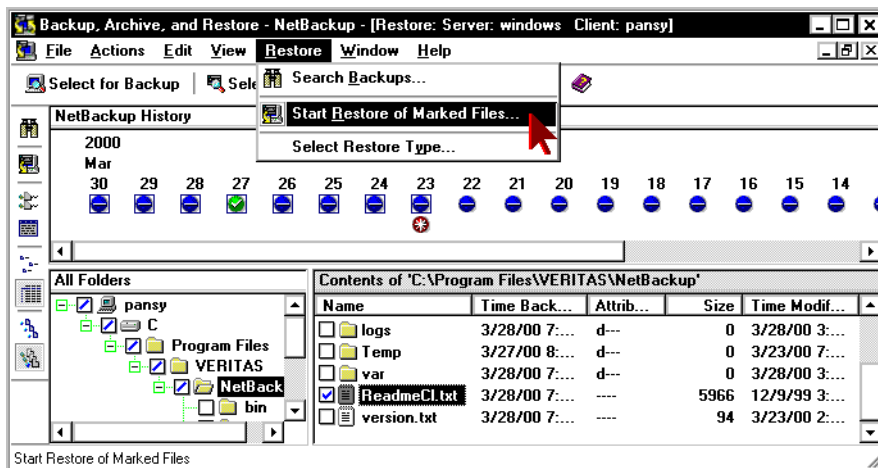 Backup, Archive, and Restore - NetBackup - [Restore: Server: windows Client: pansy]
File Actions Edit View Restore Window Help
Select for Backup
Search Backups...
Start Restore of Marked Files...
Select Restore Type...
NetBackup History
2000
Mar
30 29 28 27 26 25 24 23 22 21 20 19 18 17 16 15 14
All Folders
pansy
C
Program Files
VERITAS
NetBack
bin
Contents of 'C:\Program Files\VERITAS\NetBackup'
Name Time Back... Attrib... Size Time Modif...
logs 3/28/00 7:... d--- 0 3/28/00 3:...
Temp 3/27/00 8:... d--- 0 3/23/00 7:...
var 3/28/00 7:... d--- 0 3/28/00 3:...
ReadmeCl.txt 3/28/00 7:... ---- 5966 12/9/99 3:...
version.txt 3/28/00 7:... ---- 94 3/23/00 2:...
Start Restore of Marked Files